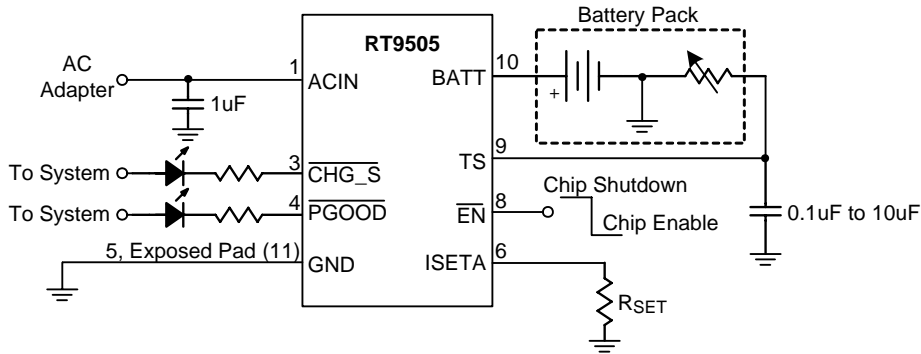 Battery Pack
RT9505
AC
Adapter
1
ACIN
1uF
10
BATT
+
9
TS
To System
3
CHG_S
To System
4
PGOOD
8
EN
Chip Shutdown
Chip Enable
0.1uF to 10uF
5, Exposed Pad (11)
GND
6
ISETA
RSET